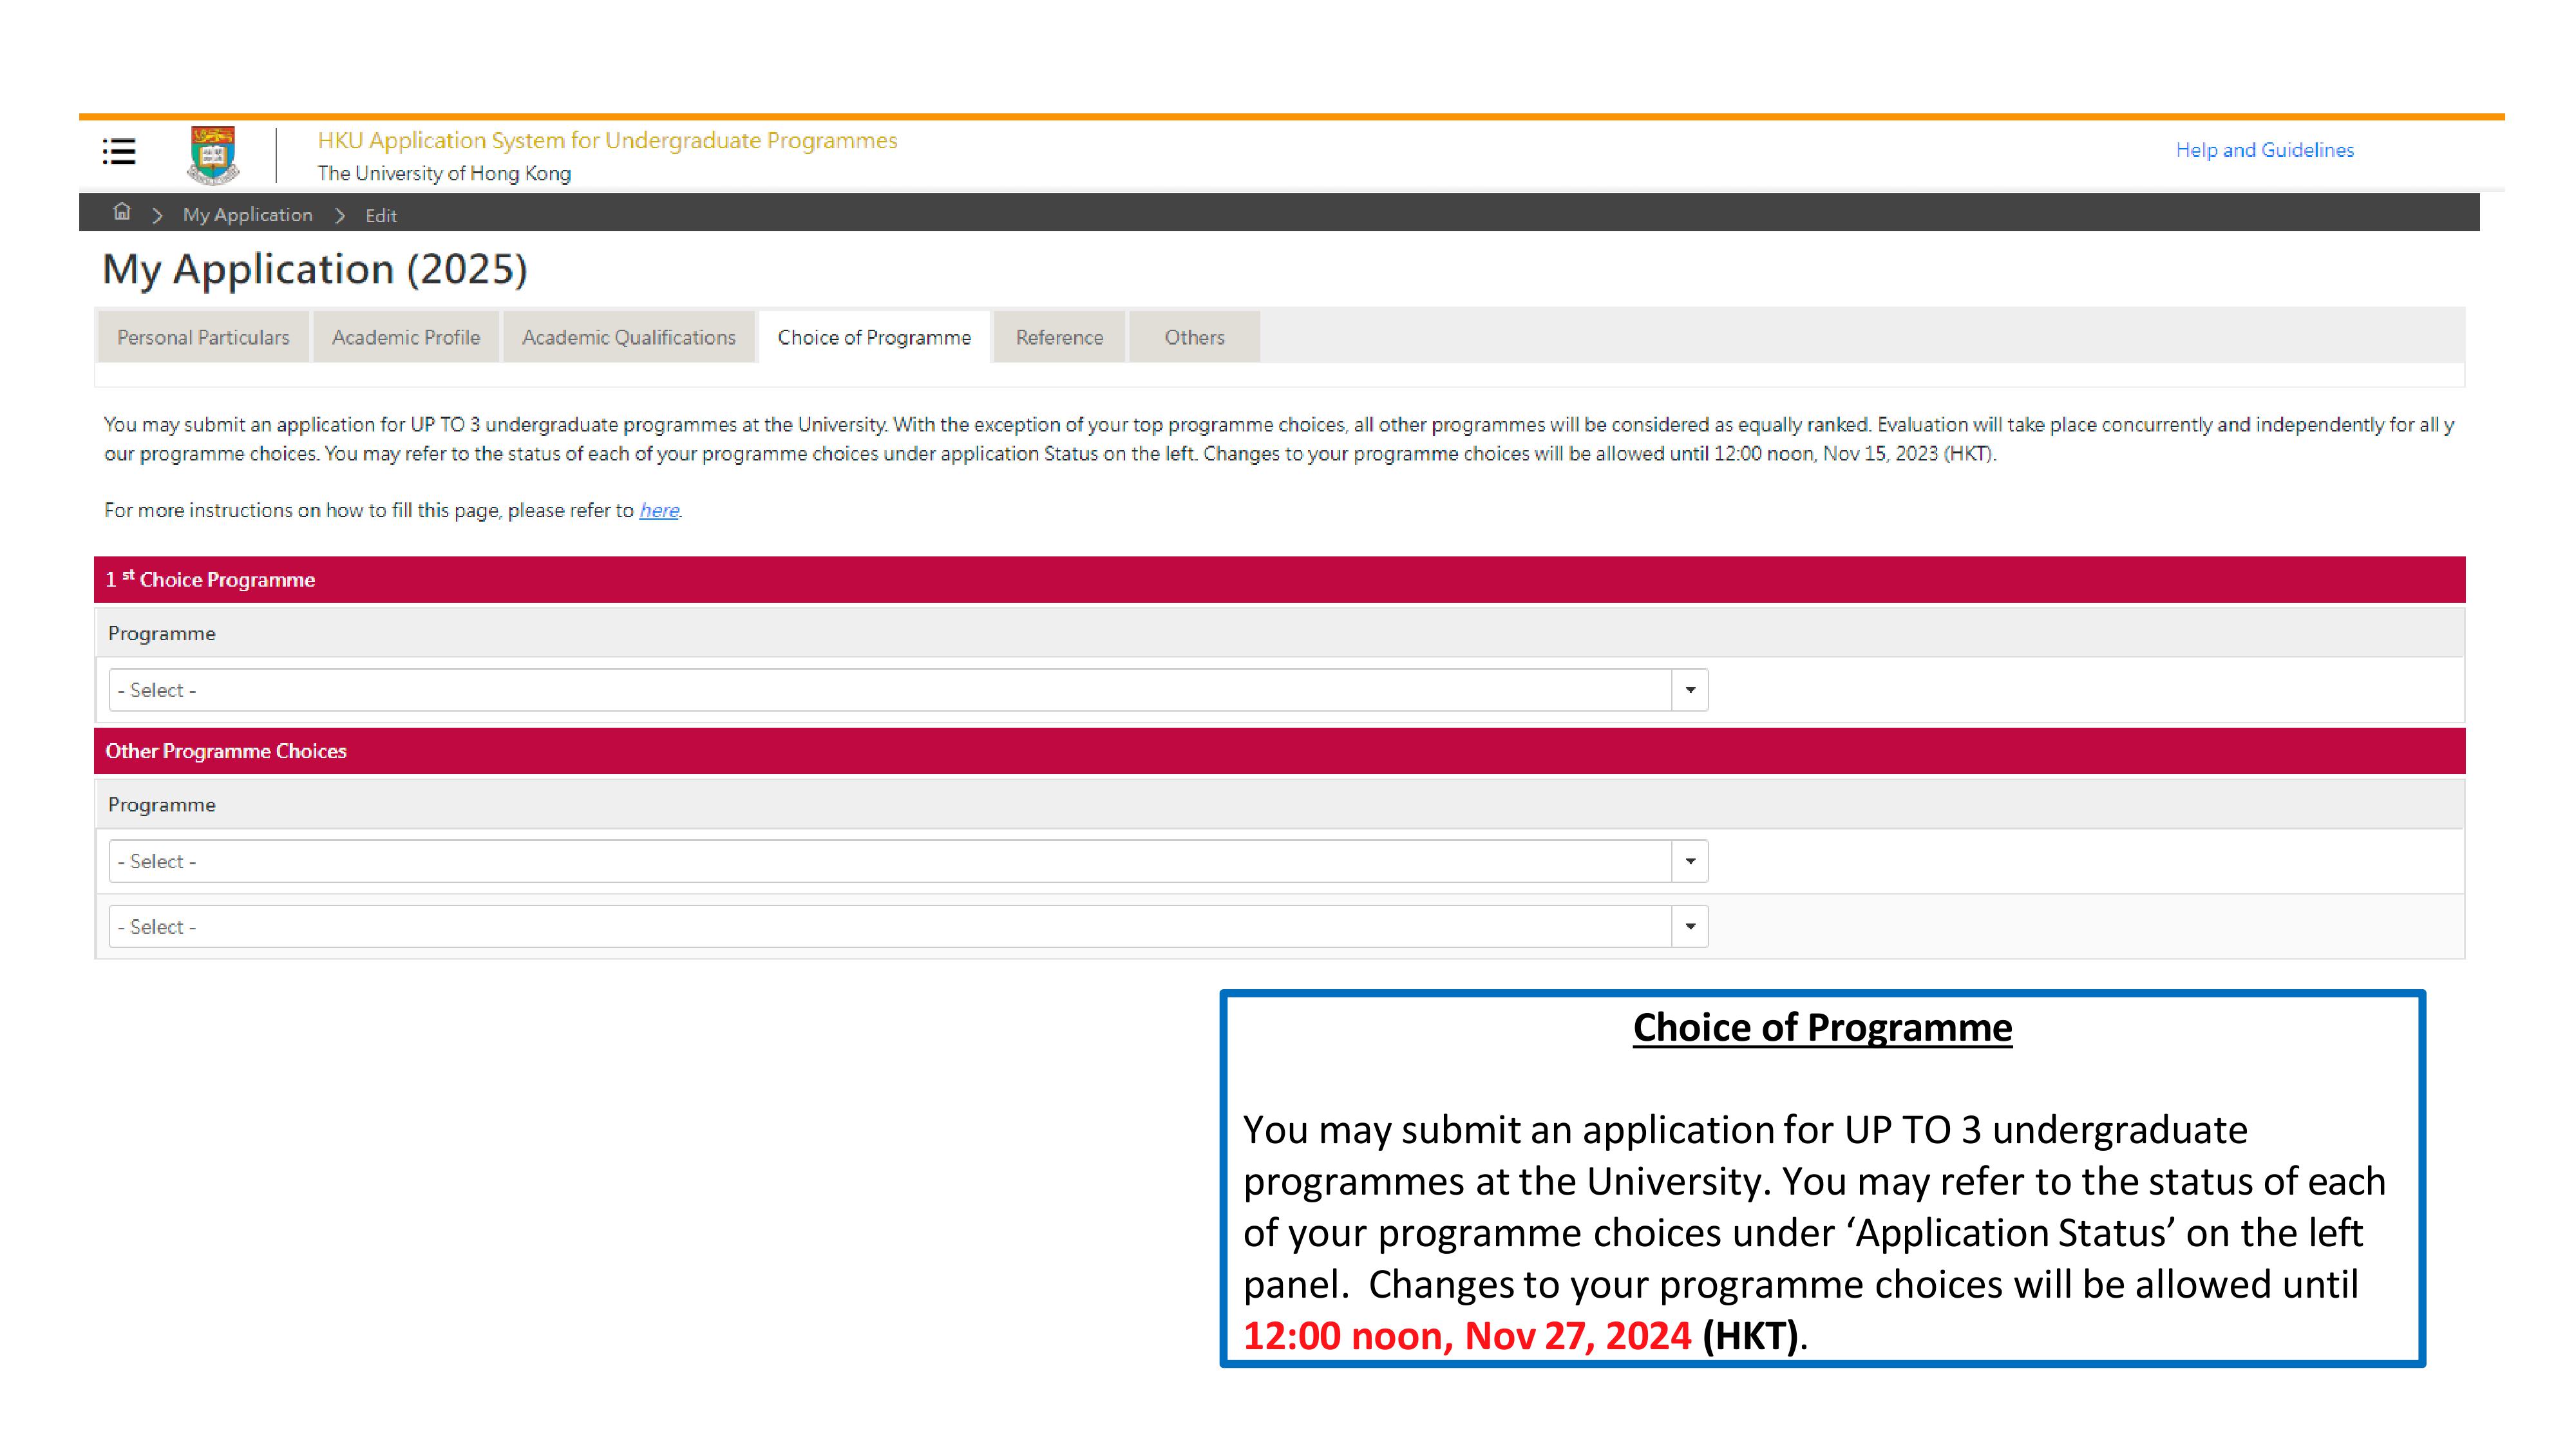 HKU Application System for Undergraduate Programmes
The University of Hong Kong
Help and Guidelines
My Application > Edit
My Application (2025)
Personal Particulars Academic Profile Academic Qualifications Choice of Programme Reference Others
You may submit an application for UP TO 3 undergraduate programmes at the University. With the exception of your top programme choices, all other programmes will be considered as equally ranked. Evaluation will take place concurrently and independently for all y
our programme choices. You may refer to the status of each of your programme choices under application Status on the left. Changes to your programme choices will be allowed until 12:00 noon, Nov 15, 2023 (HKT).
For more instructions on how to fill this page, please refer to here.
1 st Choice Programme
Programme
- Select -
Other Programme Choices
Programme
- Select -
- Select -
Choice of Programme
You may submit an application for UP TO 3 undergraduate
programmes at the University. You may refer to the status of each
of your programme choices under ‘Application Status’ on the left
panel. Changes to your programme choices will be allowed until
12:00 noon, Nov 27, 2024 (HKT).